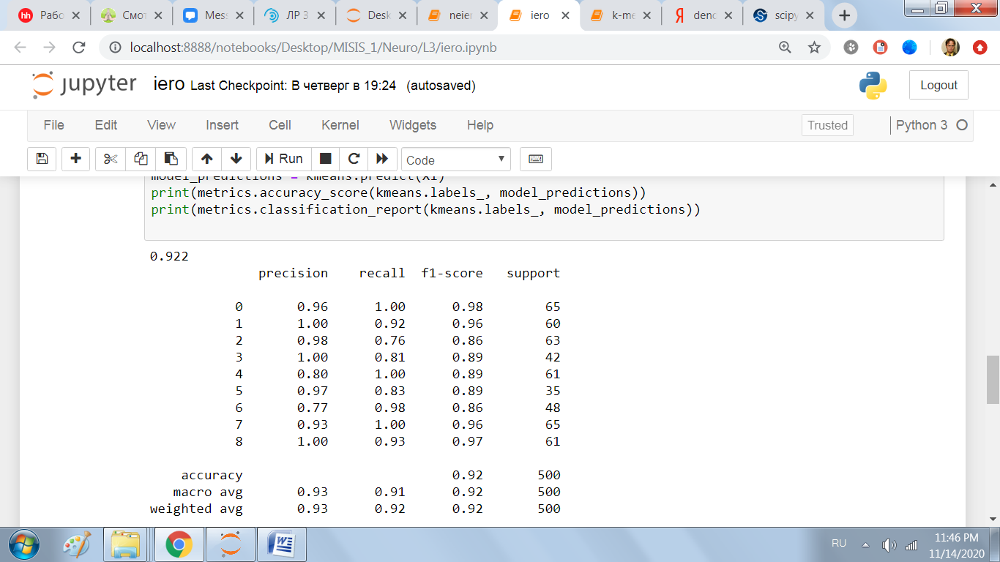 hh Рабо
Смот
Mess
ЛР 3
Desk
neier
iero
k-me
Я dend
scipy
localhost:8888/notebooks/Desktop/MISIS_1/Neuro/L3/iero.ipynb
jupyter iero Last Checkpoint: В четверг в 19:24 (autosaved)
Logout
File Edit View Insert Cell Kernel Widgets Help
Trusted Python 3
Run Code
model_predictions = kmeans.predict(X1)
print(metrics.accuracy_score(kmeans.labels_, model_predictions))
print(metrics.classification_report(kmeans.labels_, model_predictions))
0.922
precision recall f1-score support
0 0.96 1.00 0.98 65
1 1.00 0.92 0.96 60
2 0.98 0.76 0.86 63
3 1.00 0.81 0.89 42
4 0.80 1.00 0.89 61
5 0.97 0.83 0.89 35
6 0.77 0.98 0.86 48
7 0.93 1.00 0.96 65
8 1.00 0.93 0.97 61
accuracy 0.92 500
macro avg 0.93 0.91 0.92 500
weighted avg 0.93 0.92 0.92 500
RU
11:46 PM
11/14/2020